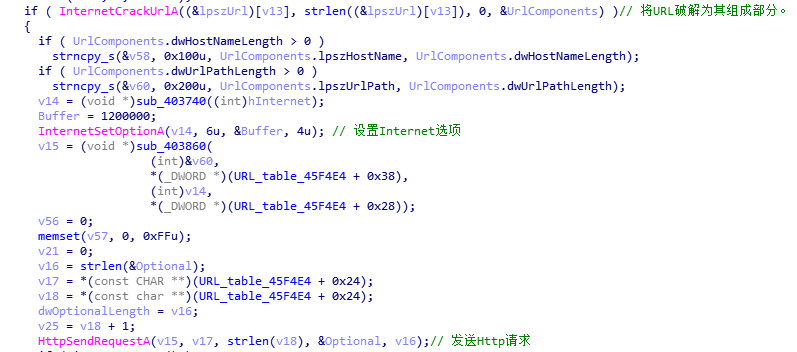 if ( InternetCrackUrlA((&lpszUrl)[v13], strlen((&lpszUrl)[v13]), 0, &UrlComponents) )// 将URL破解为其组成部分。
{
if ( UrlComponents.dwHostNameLength > 0 )
strncpy_s(&v58, 0x100u, UrlComponents.lpszHostName, UrlComponents.dwHostNameLength);
if ( UrlComponents.dwUrlPathLength > 0 )
strncpy_s(&v60, 0x200u, UrlComponents.lpszUrlPath, UrlComponents.dwUrlPathLength);
v14 = (void *)sub_403740((int)hInternet);
Buffer = 1200000;
InternetSetOptionA(v14, 6u, &Buffer, 4u); // 设置Internet选项
v15 = (void *)sub_403860(
(int)&v60,
*(_DWORD *)(URL_table_45F4E4 + 0x38),
(int)v14,
*(_DWORD *)(URL_table_45F4E4 + 0x28));
v56 = 0;
memset(v57, 0, 0xFFu);
v21 = 0;
v16 = strlen(&Optional);
v17 = *(const CHAR **)(URL_table_45F4E4 + 0x24);
v18 = *(const char **)(URL_table_45F4E4 + 0x24);
dwOptionalLength = v16;
v25 = v18 + 1;
HttpSendRequestA(v15, v17, strlen(v18), &Optional, v16);// 发送Http请求